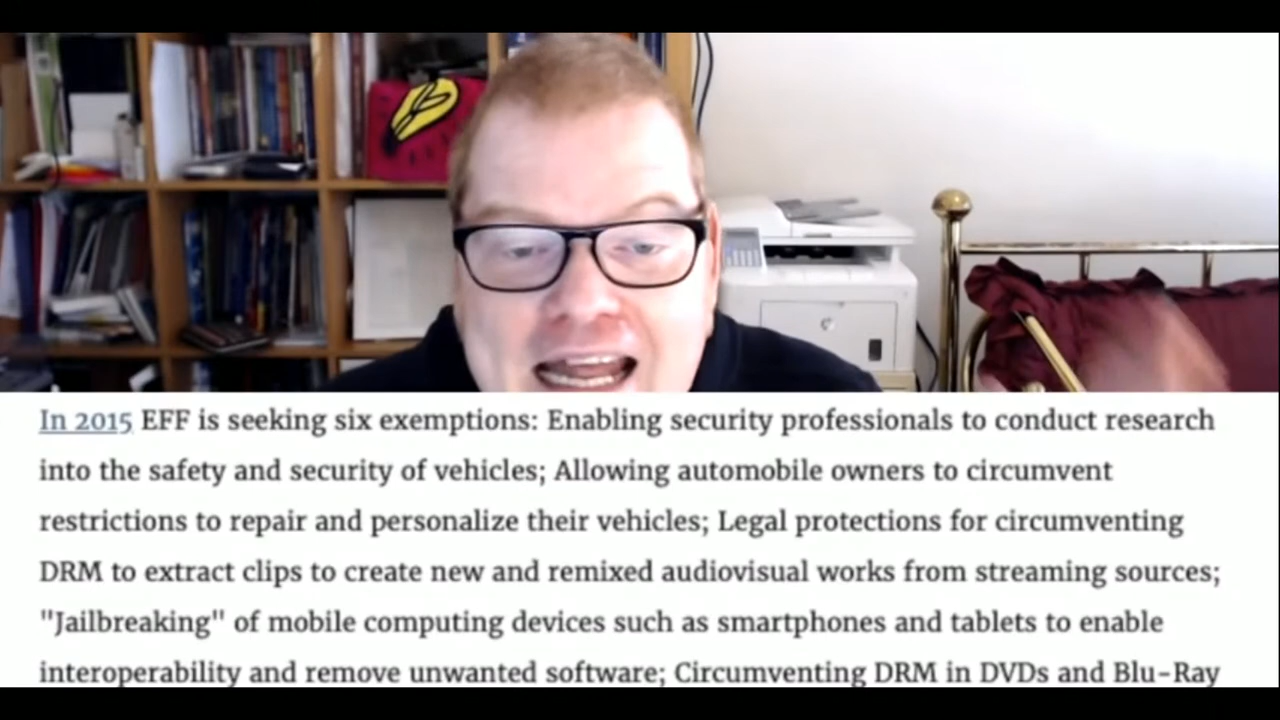 In 2015 EFF is seeking six exemptions: Enabling security professionals to conduct research
into the safety and security of vehicles; Allowing automobile owners to circumvent
restrictions to repair and personalize their vehicles; Legal protections for circumventing
DRM to extract clips to create new and remixed audiovisual works from streaming sources;
"Jailbreaking" of mobile computing devices such as smartphones and tablets to enable
interoperability and remove unwanted software; Circumventing DRM in DVDs and Blu-Ray